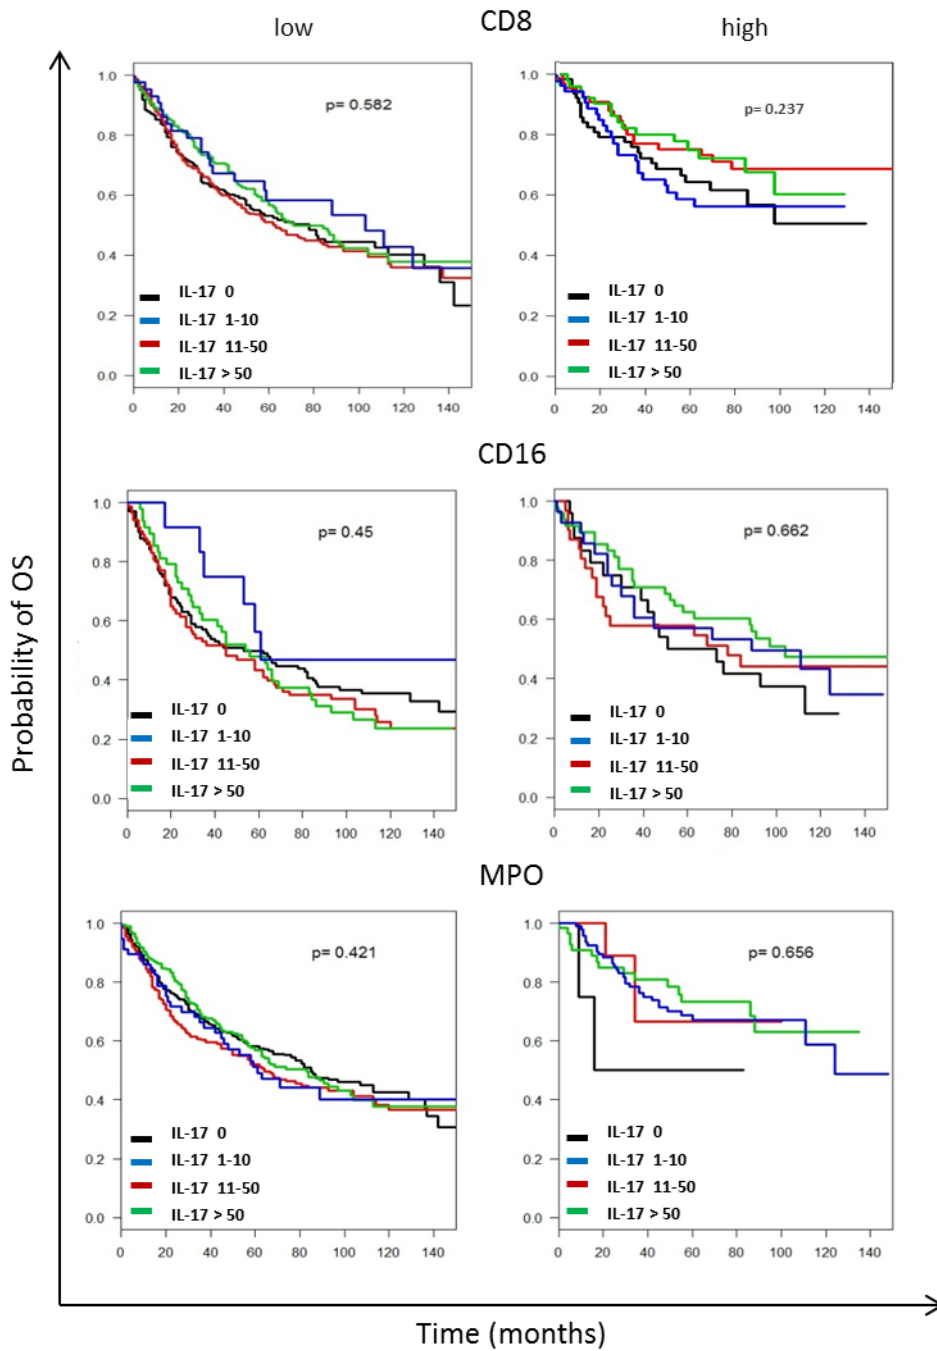 CD8
low high
p= 0.582
1.0
0.8
0.6
0.4
0.2
0.0
IL-17 0
IL-17 1-10
IL-17 11-50
IL-17 > 50
0 20 40 60 80 100 120 140
p= 0.237
1.0
0.8
0.6
0.4
0.2
0.0
IL-17 0
IL-17 1-10
IL-17 11-50
IL-17 > 50
0 20 40 60 80 100 120 140
CD16
p= 0.45
1.0
0.8
0.6
0.4
0.2
0.0
IL-17 0
IL-17 1-10
IL-17 11-50
IL-17 > 50
0 20 40 60 80 100 120 140
p= 0.662
1.0
0.8
0.6
0.4
0.2
0.0
IL-17 0
IL-17 1-10
IL-17 11-50
IL-17 > 50
0 20 40 60 80 100 120 140
MPO
p= 0.421
1.0
0.8
0.6
0.4
0.2
0.0
IL-17 0
IL-17 1-10
IL-17 11-50
IL-17 > 50
0 20 40 60 80 100 120 140
p= 0.656
1.0
0.8
0.6
0.4
0.2
0.0
IL-17 0
IL-17 1-10
IL-17 11-50
IL-17 > 50
0 20 40 60 80 100 120 140
Probability of OS
Time (months)